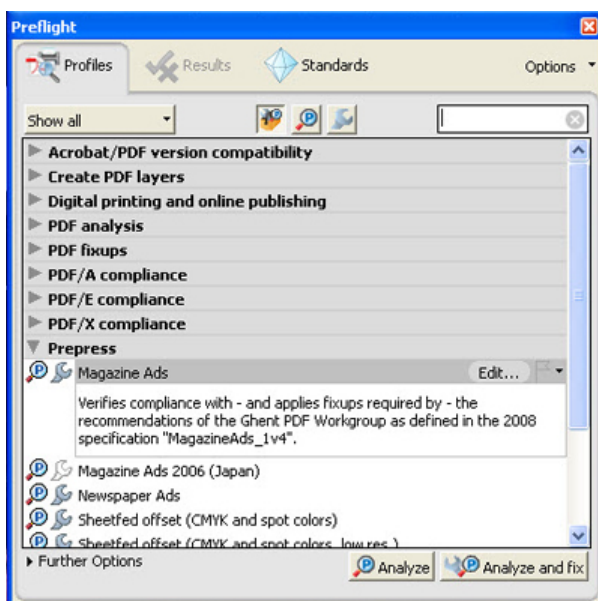 Preflight
Profiles Results Standards Options
Show all
Acrobat/PDF version compatibility
Create PDF layers
Digital printing and online publishing
PDF analysis
PDF fixups
PDF/A compliance
PDF/E compliance
PDF/X compliance
Prepress
Magazine Ads Edit...
Verifies compliance with - and applies fixups required by - the
recommendations of the Ghent PDF Workgroup as defined in the 2008
specification "MagazineAds_1v4".
Magazine Ads 2006 (Japan)
Newspaper Ads
Sheetfed offset (CMYK and spot colors)
Sheetfed offset (CMYK and spot colors, low res.)
Further Options Analyze Analyze and fix